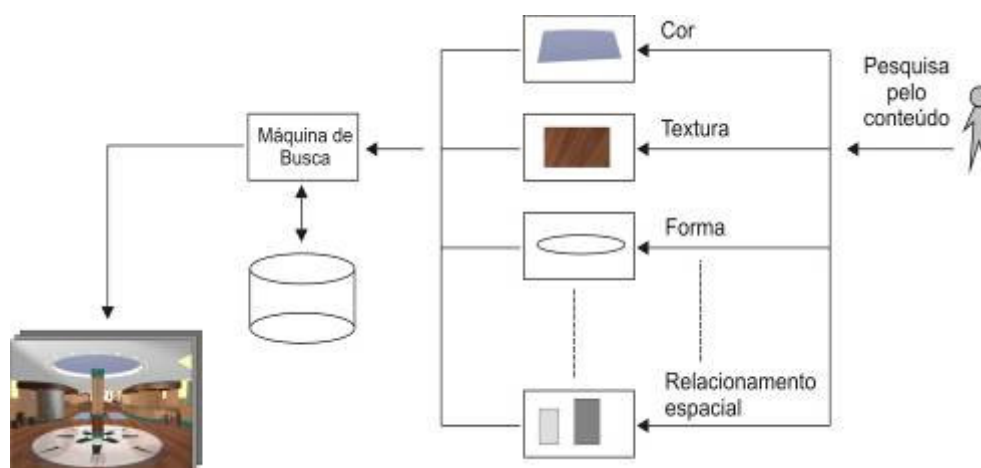 Cor
Pesquisa
pelo
conteúdo
Textura
Máquina de
Busca
Forma
Relacionamento
espacial